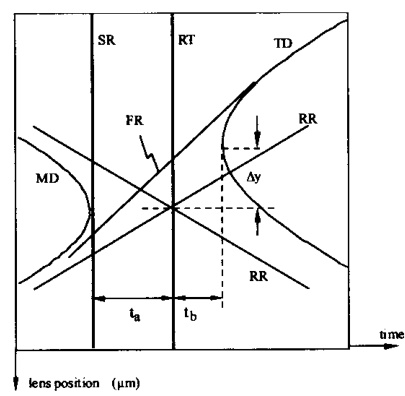 SR
RT
TD
FR
RR
MD
Δy
RR
t_a
t_b
time
lens position (μm)